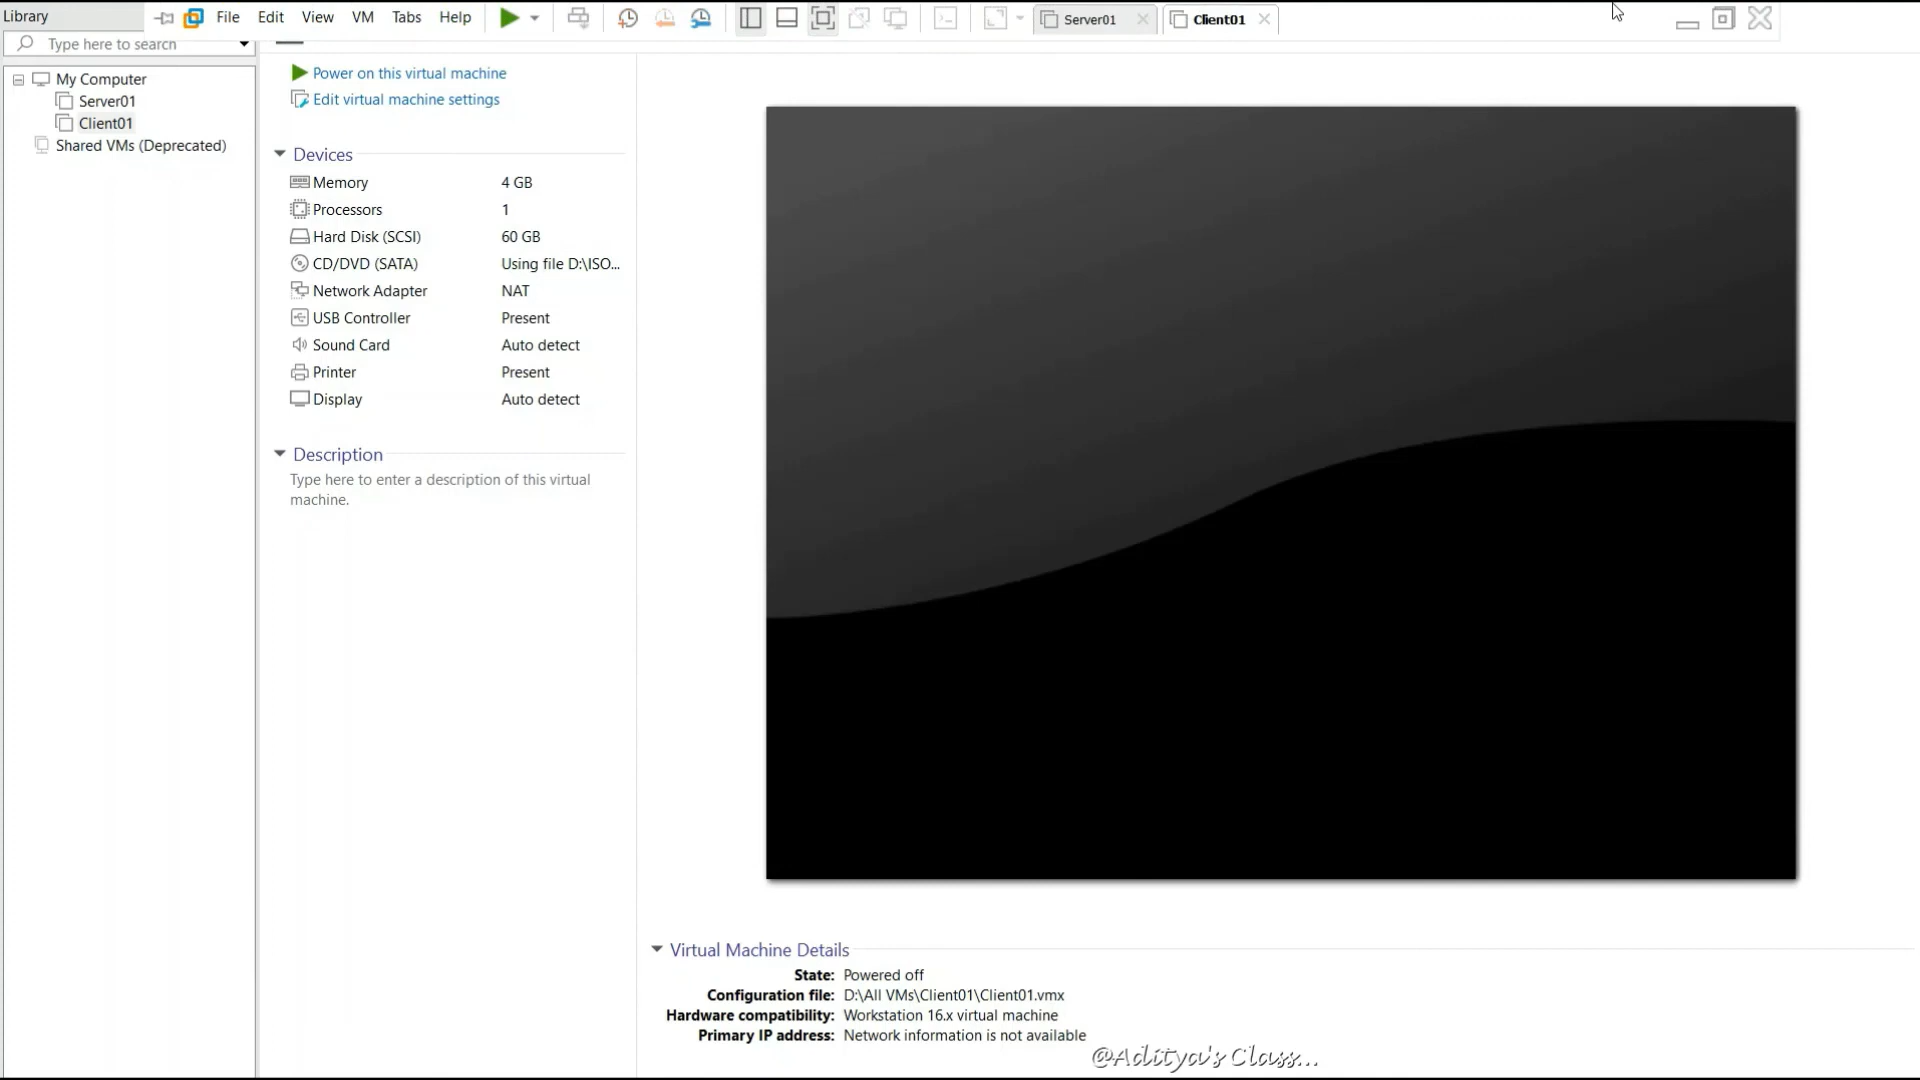 Library
File Edit View VM Tabs Help
Server01
Client01
Type here to search
My Computer
Server01
Client01
Shared VMs (Deprecated)
Power on this virtual machine
Edit virtual machine settings
Devices
Memory 4 GB
Processors 1
Hard Disk (SCSI) 60 GB
CD/DVD (SATA) Using file D:\ISO...
Network Adapter NAT
USB Controller Present
Sound Card Auto detect
Printer Present
Display Auto detect
Description
Type here to enter a description of this virtual
machine.
Virtual Machine Details
State: Powered off
Configuration file: D:\All VMs\Client01\Client01.vmx
Hardware compatibility: Workstation 16.x virtual machine
Primary IP address: Network information is not available
@Aditya's Class...